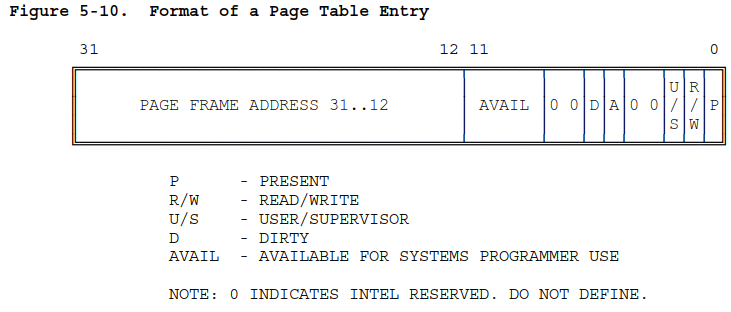 Figure 5-10. Format of a Page Table Entry
31 12 11 0
PAGE FRAME ADDRESS 31..12 AVAIL 0 0 D A 0 0 U/S R/W P
P - PRESENT
R/W - READ/WRITE
U/S - USER/SUPERVISOR
D - DIRTY
AVAIL - AVAILABLE FOR SYSTEMS PROGRAMMER USE
NOTE: 0 INDICATES INTEL RESERVED. DO NOT DEFINE.